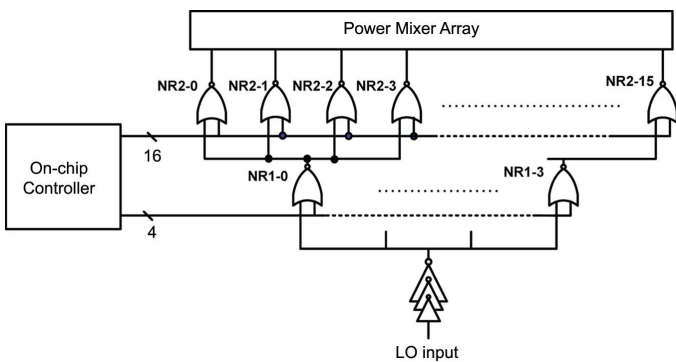 Power Mixer Array
NR2-0
NR2-1
NR2-2
NR2-3
NR2-15
16
On-chip
Controller
NR1-0
NR1-3
4
LO input